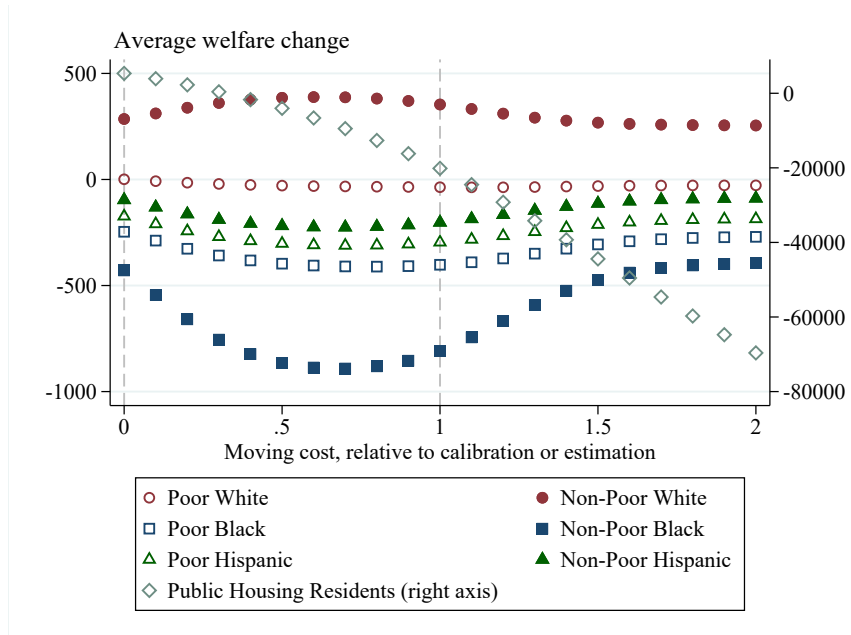 Average welfare change
500
0
-500
-1000
0
-20000
-40000
-60000
-80000
0 .5 1 1.5 2
Moving cost, relative to calibration or estimation
Poor White Non-Poor White
Poor Black Non-Poor Black
Poor Hispanic Non-Poor Hispanic
Public Housing Residents (right axis)